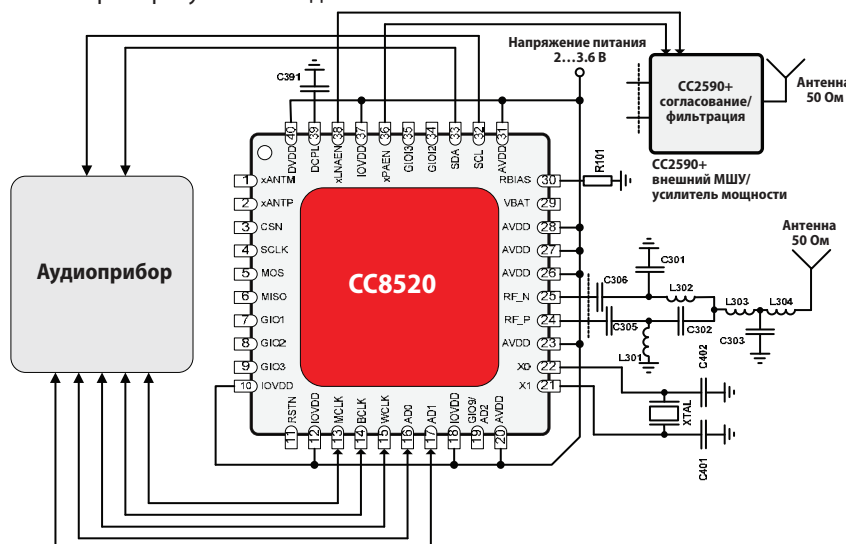 Напряжение питания
2...3.6 В
CC2590+
согласование/
фильтрация
Антенна
50 Ом
CC2590+
внешний МШУ/
усилитель мощности
C391
40 39 38 37 36 35 34 33 32 31
DVDD DCPL xLNAEN IOVDD xPAEN GIOI3 GIOI2 SDA SCL AVDD
1 xANTM
2 xANTP
3 CSN
4 SCLK
5 MOS
6 MISO
7 GIO1
8 GIO2
9 GIO3
10 IOVDD
Аудиоприбор
CC8520
RBIAS 30
VBAT 29
AVDD 28
AVDD 27
AVDD 26
RF_N 25
RF_P 24
AVDD 23
X0 22
X1 21
R101
Антенна
50 Ом
C301
C306
L302
L303
L304
C305
C302
L301
C303
C402
XTAL
C401
RSTN IOVDD MCLK BCLK WCLK AD0 AD1 IOVDD GIO9/
AD2 AVDD
11 12 13 14 15 16 17 18 19 20